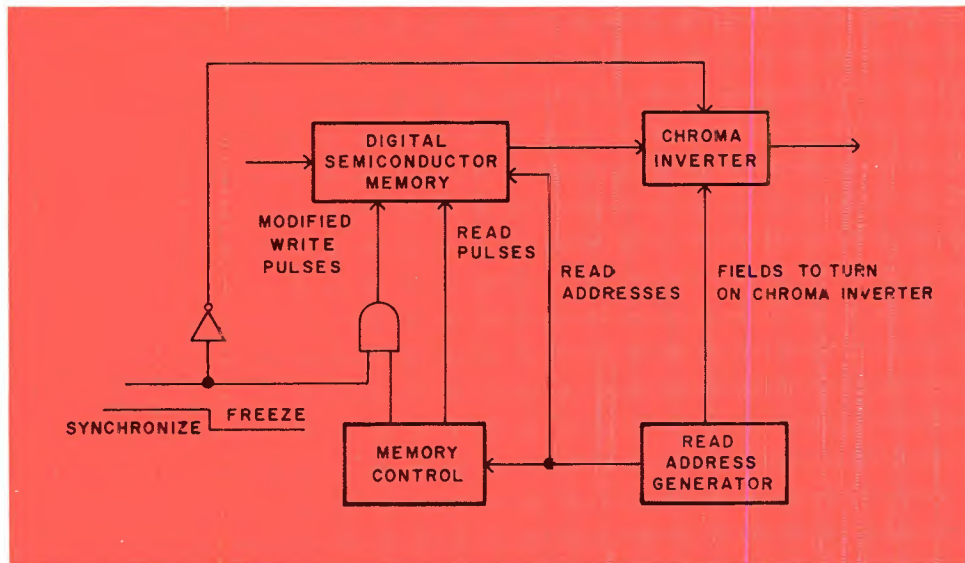 DIGITAL
SEMICONDUCTOR
MEMORY
CHROMA
INVERTER
MODIFIED
WRITE
PULSES
READ
PULSES
READ
ADDRESSES
FIELDS TO TURN
ON CHROMA INVERTER
SYNCHRONIZE
FREEZE
MEMORY
CONTROL
READ
ADDRESS
GENERATOR